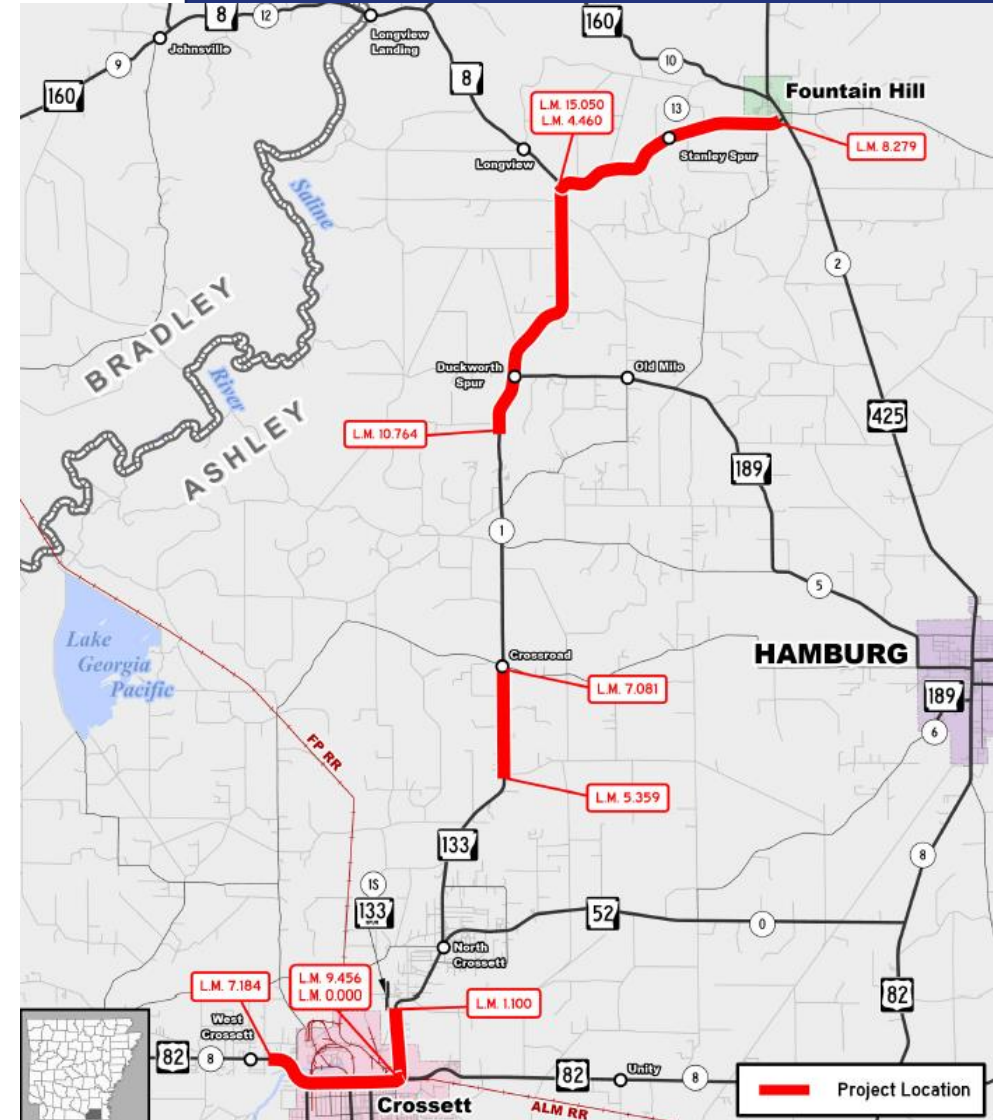 8
12
Johnsville
Longview
Landing
9
160
8
160
10
Fountain Hill
L.M. 15.050
L.M. 4.460
13
Stanley Spur
L.M. 8.279
Longview
Saline
River
2
BRADLEY
ASHLEY
Duckworth
Spur
Old Milo
L.M. 10.764
425
189
1
5
Lake
Georgia
Pacific
Crossroad
HAMBURG
L.M. 7.081
189
6
FP RR
L.M. 5.359
133
8
1S
133
SPUR
52
0
North
Crossett
L.M. 7.184
L.M. 9.456
L.M. 0.000
L.M. 1.100
82
West
Crossett
82
8
82
Unity
8
Crossett
ALM RR
Project Location